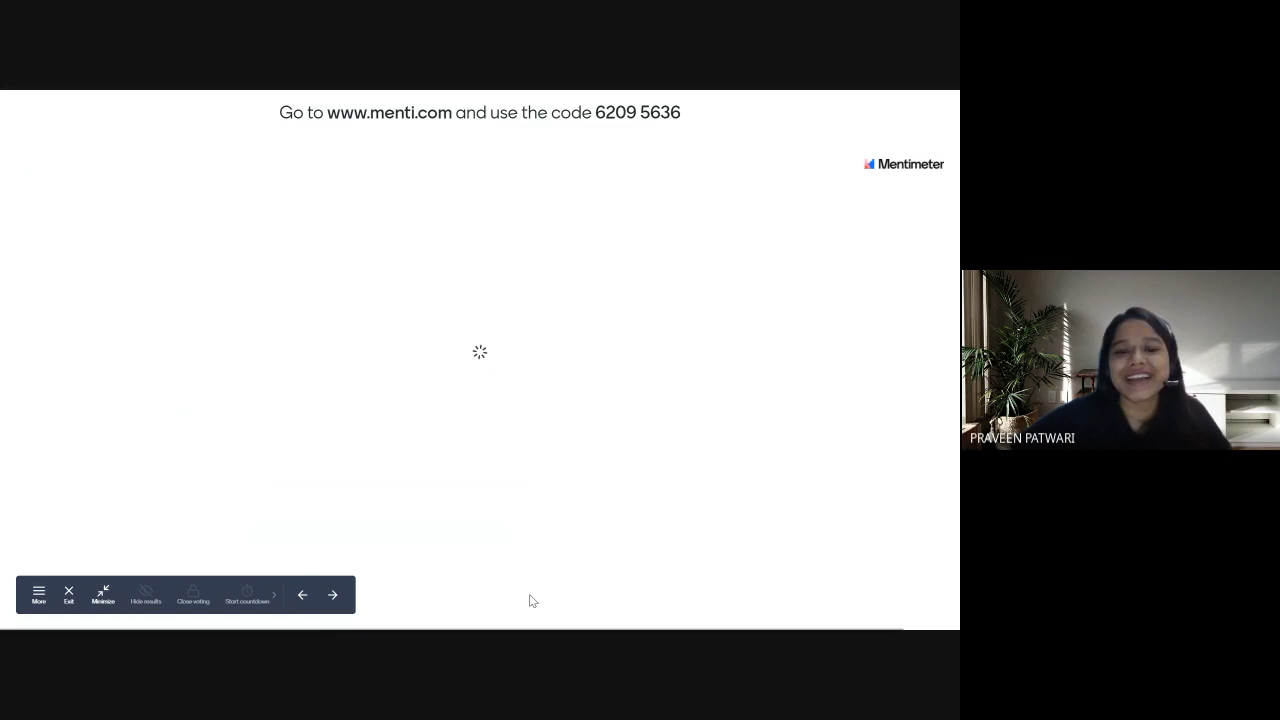 Go to www.menti.com and use the code 6209 5636
Mentimeter
PRAVEEN PATWARI
More
Exit
Minimize
Hide results
Close voting
Start countdown